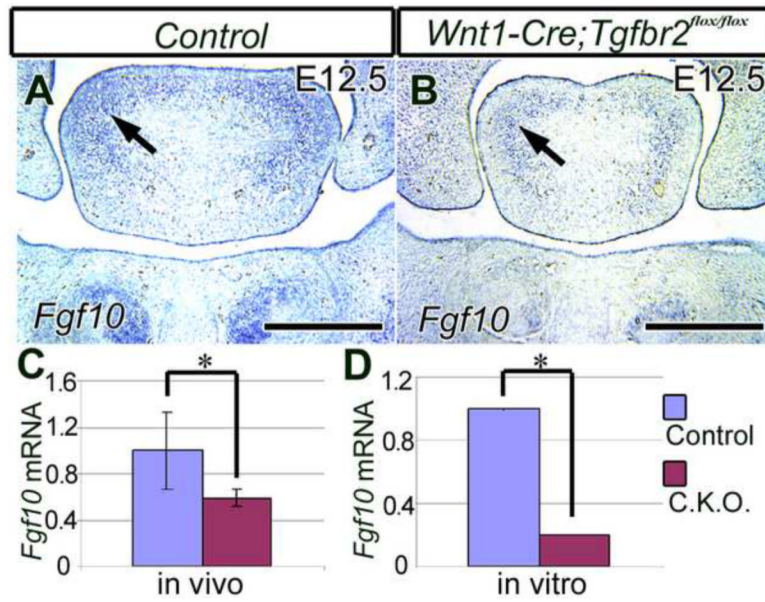 Control
Wnt1-Cre;Tgfbr2flox/flox
A
E12.5
Fgf10
B
E12.5
Fgf10
C
Fgf10 mRNA
1.6
1.2
0.8
0.4
0
*
in vivo
D
Fgf10 mRNA
1.2
0.8
0.4
0
*
in vitro
Control
C.K.O.